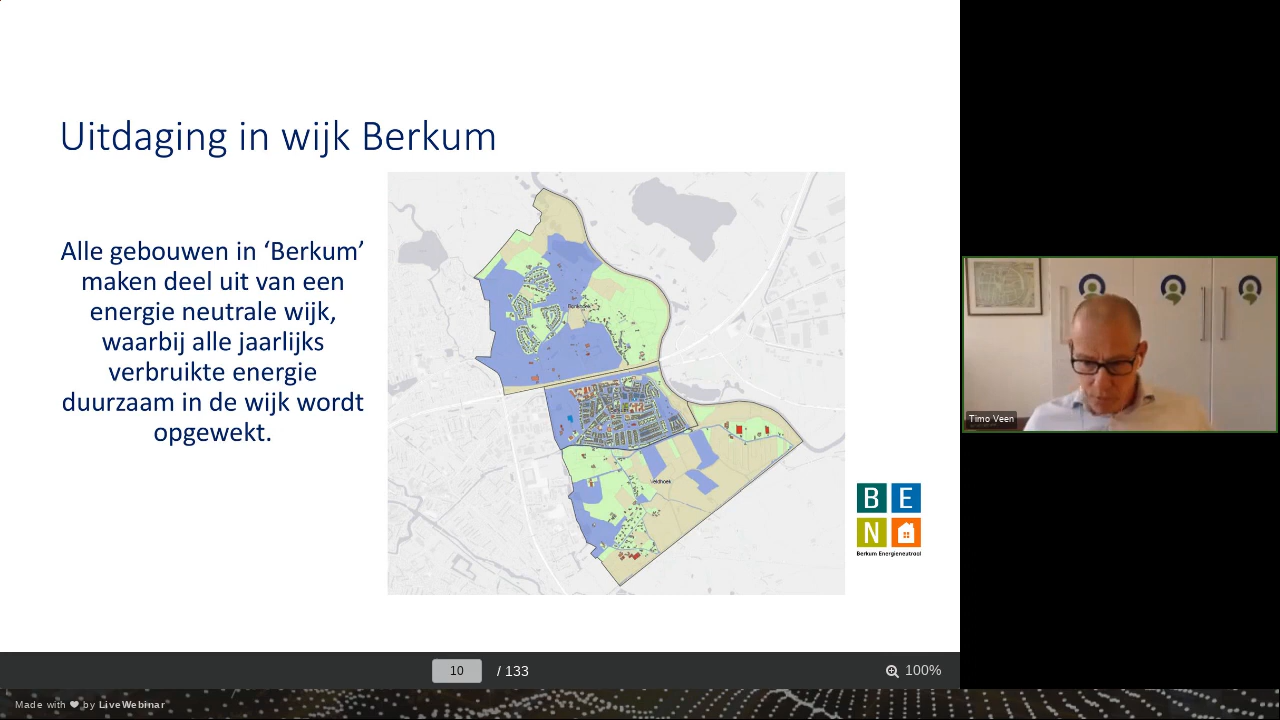 Uitdaging in wijk Berkum
Alle gebouwen in ‘Berkum’
maken deel uit van een
energie neutrale wijk,
waarbij alle jaarlijks
verbruikte energie
duurzaam in de wijk wordt
opgewekt.
Veldhoek
B E
N
Berkum Energieneutraal
Timo Veen
10 / 133
100%
Made with ❤ by LiveWebinar